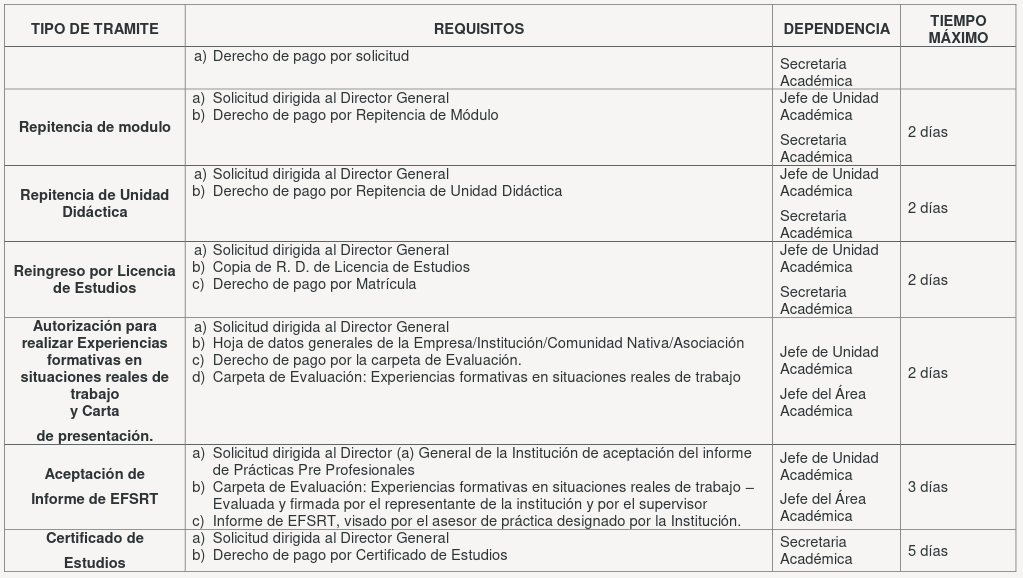 TIPO DE TRAMITE REQUISITOS DEPENDENCIA TIEMPO
MÁXIMO
a) Derecho de pago por solicitud
Secretaria
Académica
Repitencia de modulo
a) Solicitud dirigida al Director General
b) Derecho de pago por Repitencia de Módulo
Jefe de Unidad
Académica
Secretaria
Académica
2 días
Repitencia de Unidad
Didáctica
a) Solicitud dirigida al Director General
b) Derecho de pago por Repitencia de Unidad Didáctica
Jefe de Unidad
Académica
Secretaria
Académica
2 días
Reingreso por Licencia
de Estudios
a) Solicitud dirigida al Director General
b) Copia de R. D. de Licencia de Estudios
c) Derecho de pago por Matrícula
Jefe de Unidad
Académica
Secretaria
Académica
2 días
Autorización para
realizar Experiencias
formativas en
situaciones reales de
trabajo
y Carta
de presentación.
a) Solicitud dirigida al Director General
b) Hoja de datos generales de la Empresa/Institución/Comunidad Nativa/Asociación
c) Derecho de pago por la carpeta de Evaluación.
d) Carpeta de Evaluación: Experiencias formativas en situaciones reales de trabajo
Jefe de Unidad
Académica
Jefe del Área
Académica
2 días
Aceptación de
Informe de EFSRT
a) Solicitud dirigida al Director (a) General de la Institución de aceptación del informe
de Prácticas Pre Profesionales
b) Carpeta de Evaluación: Experiencias formativas en situaciones reales de trabajo –
Evaluada y firmada por el representante de la institución y por el supervisor
c) Informe de EFSRT, visado por el asesor de práctica designado por la Institución.
Jefe de Unidad
Académica
Jefe del Área
Académica
3 días
Certificado de
Estudios
a) Solicitud dirigida al Director General
b) Derecho de pago por Certificado de Estudios
Secretaria
Académica
5 días